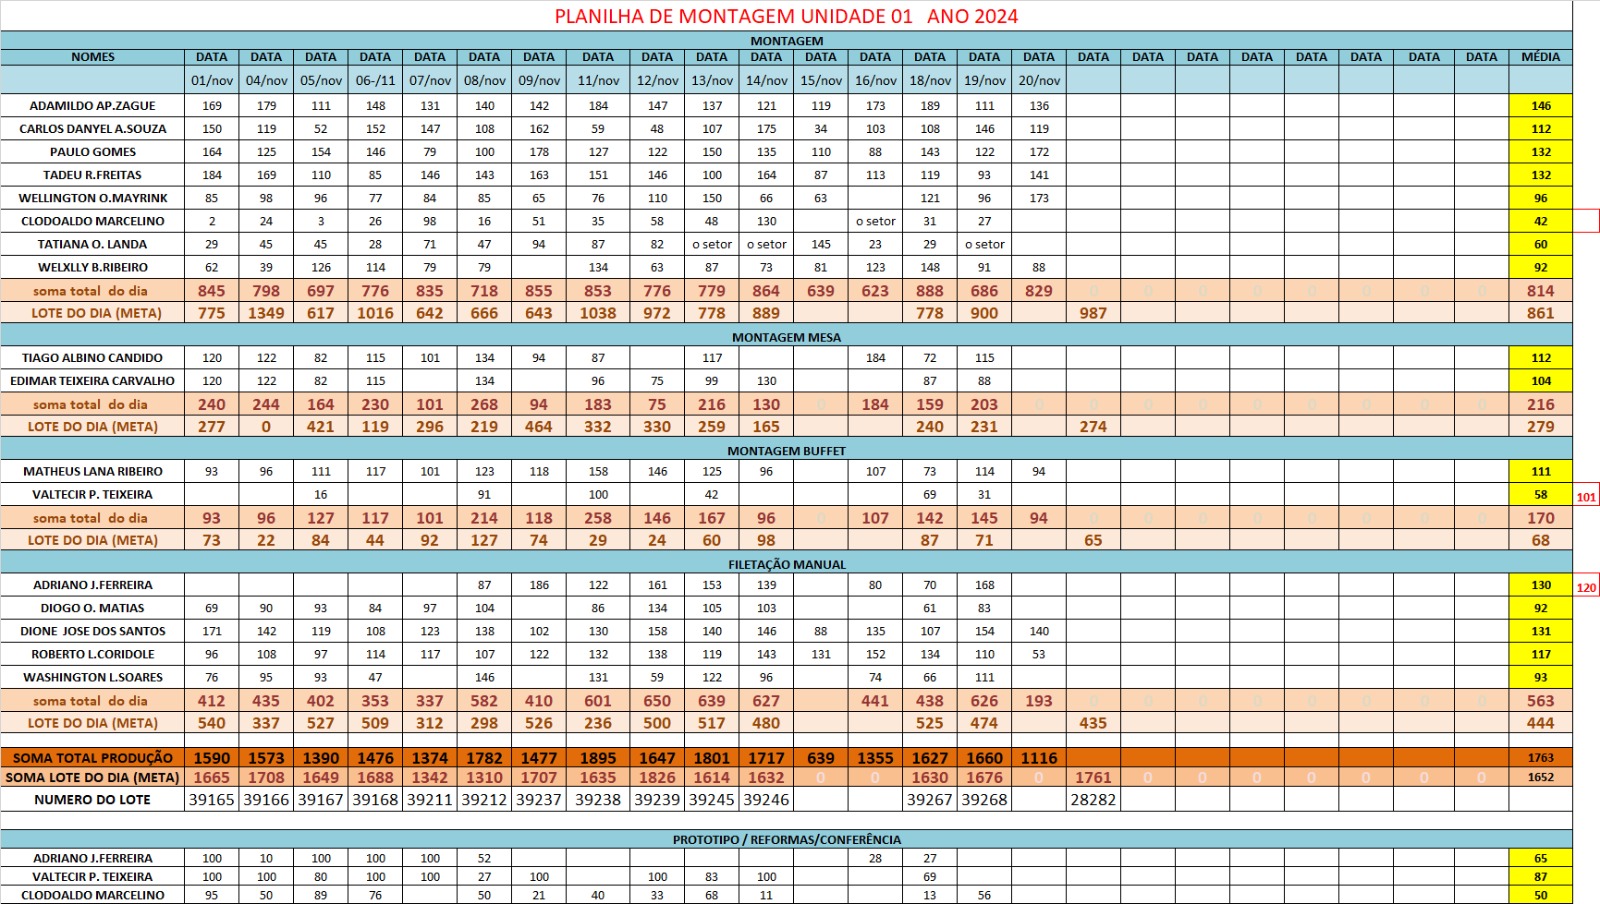 PLANILHA DE MONTAGEM UNIDADE 01 ANO 2024
MONTAGEM
NOMES DATA DATA DATA DATA DATA DATA DATA DATA DATA DATA DATA DATA DATA DATA DATA DATA DATA DATA DATA DATA DATA DATA DATA DATA MÉDIA
01/nov 04/nov 05/nov 06-/11 07/nov 08/nov 09/nov 11/nov 12/nov 13/nov 14/nov 15/nov 16/nov 18/nov 19/nov 20/nov
ADAMILDO AP.ZAGUE 169 179 111 148 131 140 142 184 147 137 121 119 173 189 111 136 146
CARLOS DANYEL A.SOUZA 150 119 52 152 147 108 162 59 48 107 175 34 103 108 146 119 112
PAULO GOMES 164 125 154 146 79 100 178 127 122 150 135 110 88 143 122 172 132
TADEU R.FREITAS 184 169 110 85 146 143 163 151 146 100 164 87 113 119 93 141 132
WELLINGTON O.MAYRINK 85 98 96 77 84 85 65 76 110 150 66 63 121 96 173 96
CLODOALDO MARCELINO 2 24 3 26 98 16 51 35 58 48 130 o setor 31 27 42
TATIANA O. LANDA 29 45 45 28 71 47 94 87 82 o setor o setor 145 23 29 o setor 60
WELXLLY B.RIBEIRO 62 39 126 114 79 79 134 63 87 73 81 123 148 91 88 92
soma total do dia 845 798 697 776 835 718 855 853 776 779 864 639 623 888 686 829 0 0 0 0 0 0 0 0 814
LOTE DO DIA (META) 775 1349 617 1016 642 666 643 1038 972 778 889 778 900 987 861
MONTAGEM MESA
TIAGO ALBINO CANDIDO 120 122 82 115 101 134 94 87 117 184 72 115 112
EDIMAR TEIXEIRA CARVALHO 120 122 82 115 134 96 75 99 130 87 88 104
soma total do dia 240 244 164 230 101 268 94 183 75 216 130 0 184 159 203 0 0 0 0 0 0 0 0 0 216
LOTE DO DIA (META) 277 0 421 119 296 219 464 332 330 259 165 240 231 274 279
MONTAGEM BUFFET
MATHEUS LANA RIBEIRO 93 96 111 117 101 123 118 158 146 125 96 107 73 114 94 111
VALTECIR P. TEIXEIRA 16 91 100 42 69 31 58 101
soma total do dia 93 96 127 117 101 214 118 258 146 167 96 0 107 142 145 94 0 0 0 0 0 0 0 0 170
LOTE DO DIA (META) 73 22 84 44 92 127 74 29 24 60 98 87 71 65 68
FILETAÇÃO MANUAL
ADRIANO J.FERREIRA 87 186 122 161 153 139 80 70 168 130 120
DIOGO O. MATIAS 69 90 93 84 97 104 86 134 105 103 61 83 92
DIONE JOSE DOS SANTOS 171 142 119 108 123 138 102 130 158 140 146 88 135 107 154 140 131
ROBERTO L.CORIDOLE 96 108 97 114 117 107 122 132 138 119 143 131 152 134 110 53 117
WASHINGTON L.SOARES 76 95 93 47 146 131 59 122 96 74 66 111 93
soma total do dia 412 435 402 353 337 582 410 601 650 639 627 441 438 626 193 0 0 0 0 0 0 0 0 563
LOTE DO DIA (META) 540 337 527 509 312 298 526 236 500 517 480 525 474 435 444
SOMA TOTAL PRODUÇÃO 1590 1573 1390 1476 1374 1782 1477 1895 1647 1801 1717 639 1355 1627 1660 1116 1763
SOMA LOTE DO DIA (META) 1665 1708 1649 1688 1342 1310 1707 1635 1826 1614 1632 0 0 1630 1676 0 1761 0 0 0 0 0 0 0 1652
NUMERO DO LOTE 39165 39166 39167 39168 39211 39212 39237 39238 39239 39245 39246 39267 39268 28282
PROTOTIPO / REFORMAS/CONFERÊNCIA
ADRIANO J.FERREIRA 100 10 100 100 100 52 28 27 65
VALTECIR P. TEIXEIRA 100 100 80 100 100 27 100 100 83 100 69 87
CLODOALDO MARCELINO 95 50 89 76 50 21 40 33 68 11 13 56 50